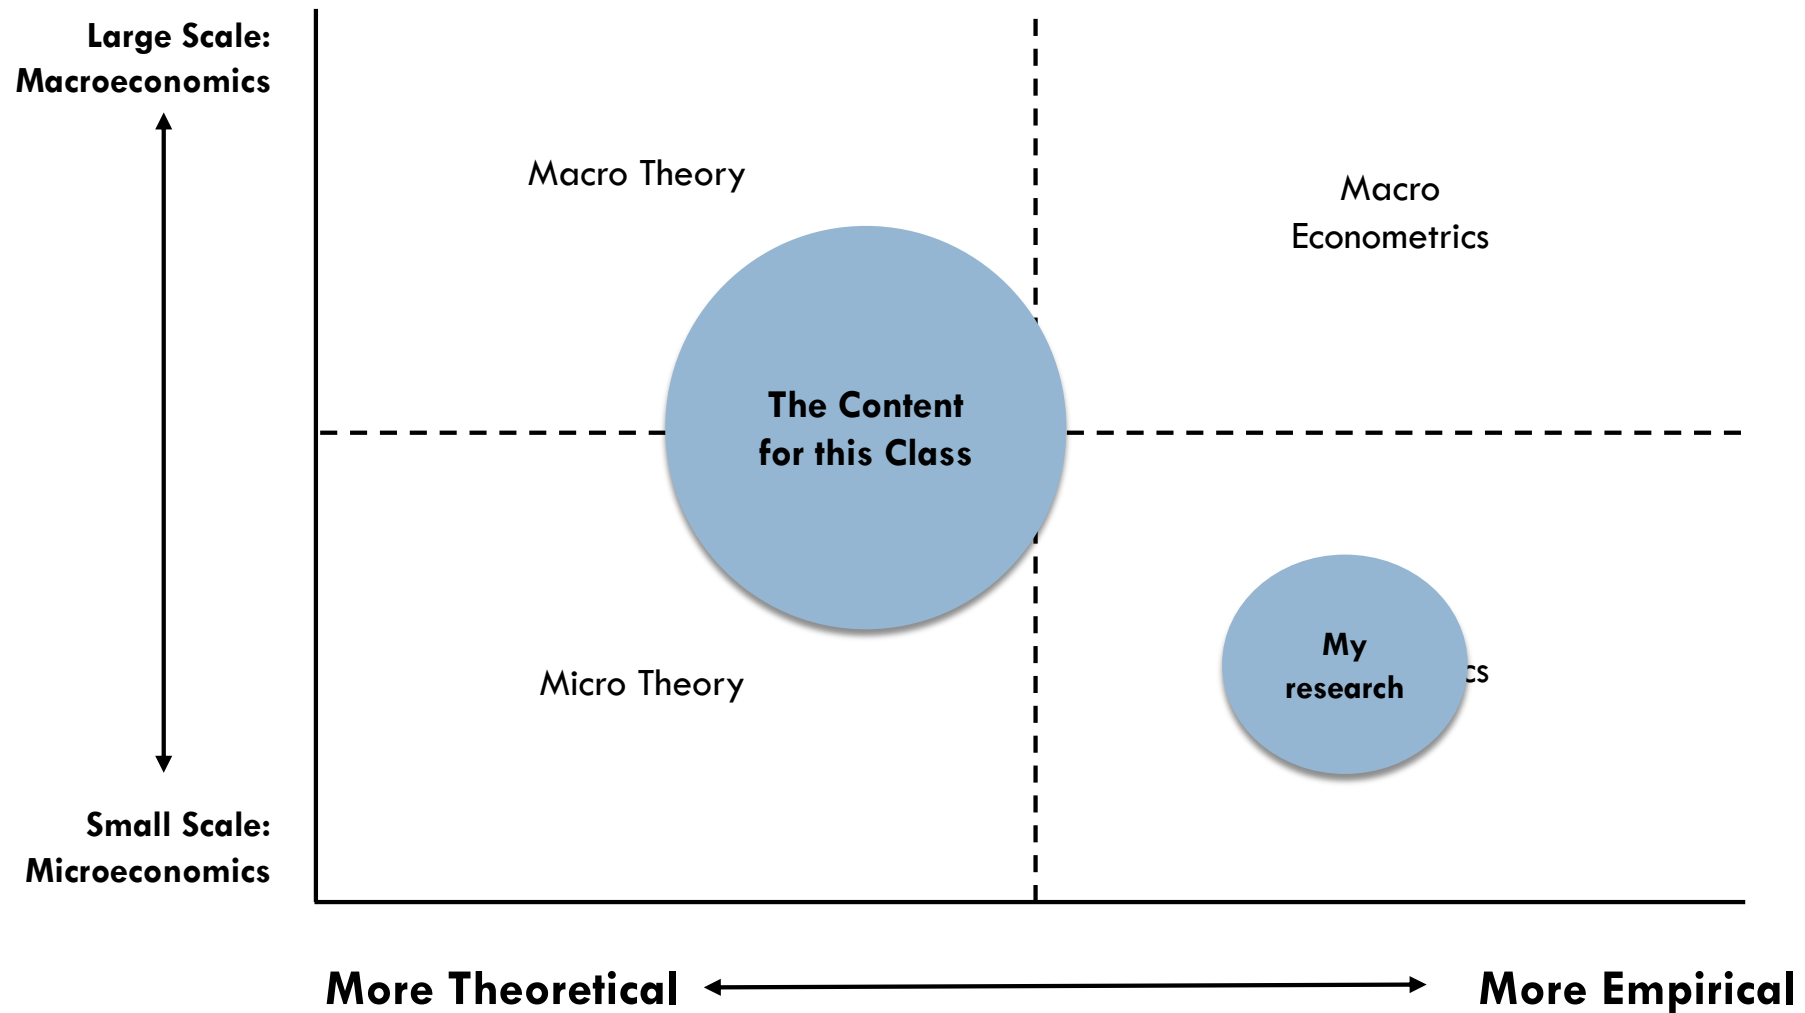 Large Scale:
Macroeconomics
Macro Theory
Macro
Econometrics
The Content
for this Class
Micro Theory
My
research
cs
Small Scale:
Microeconomics
More Theoretical
More Empirical